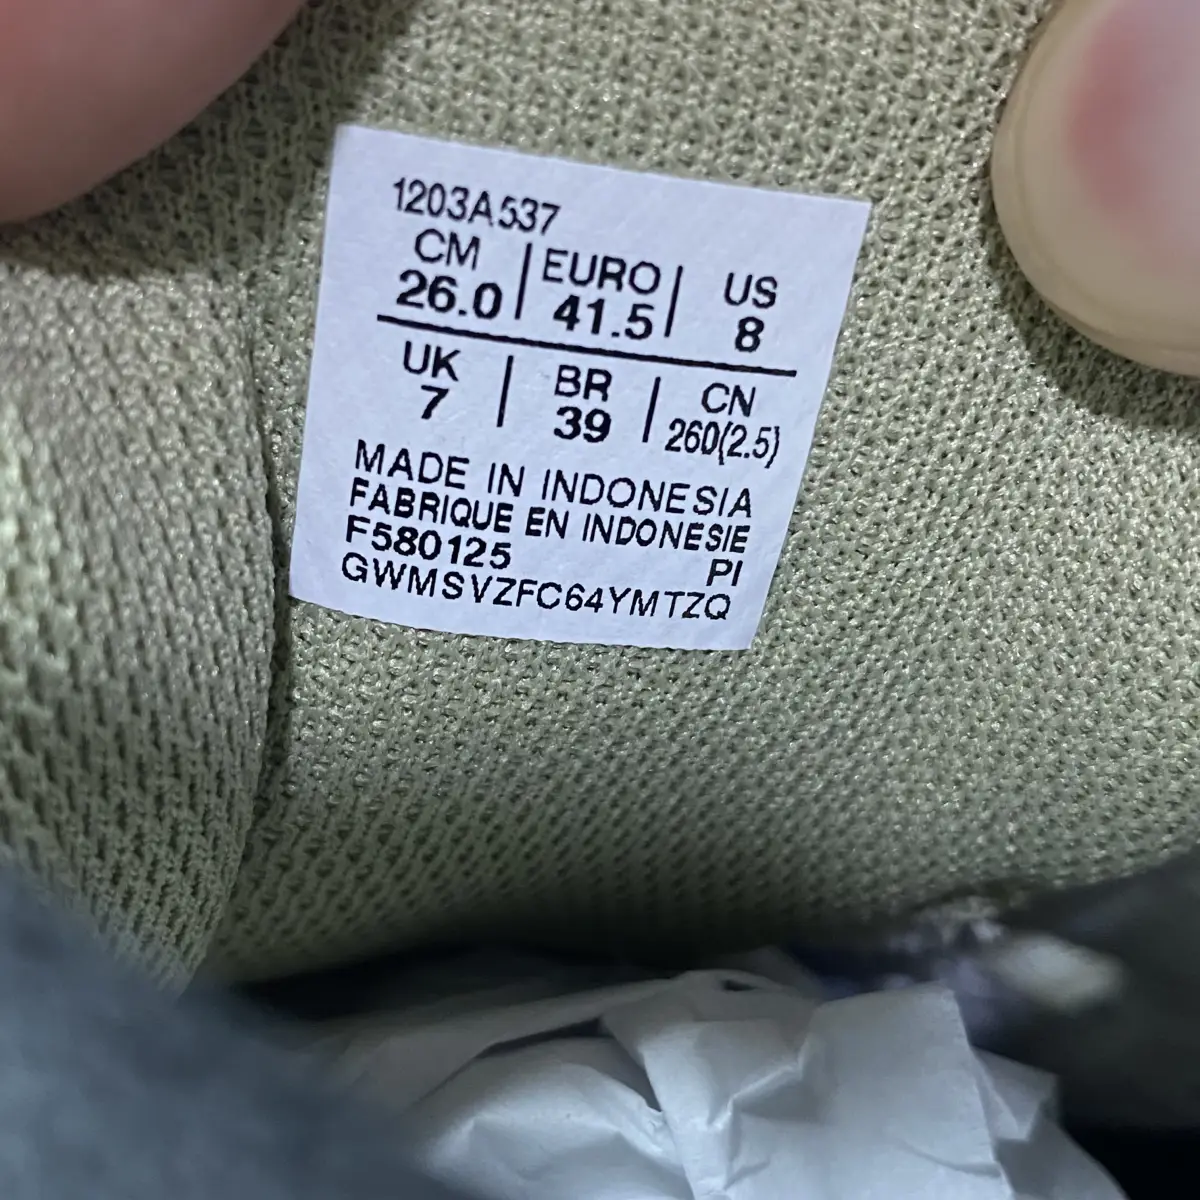 1203A537
CM | EURO | US
26.0 | 41.5 | 8
UK | BR | CN
7 | 39 | 260(2.5)
MADE IN INDONESIA
FABRIQUE EN INDONESIE
F580125 PI
GWMSVZFC64YMTZQ